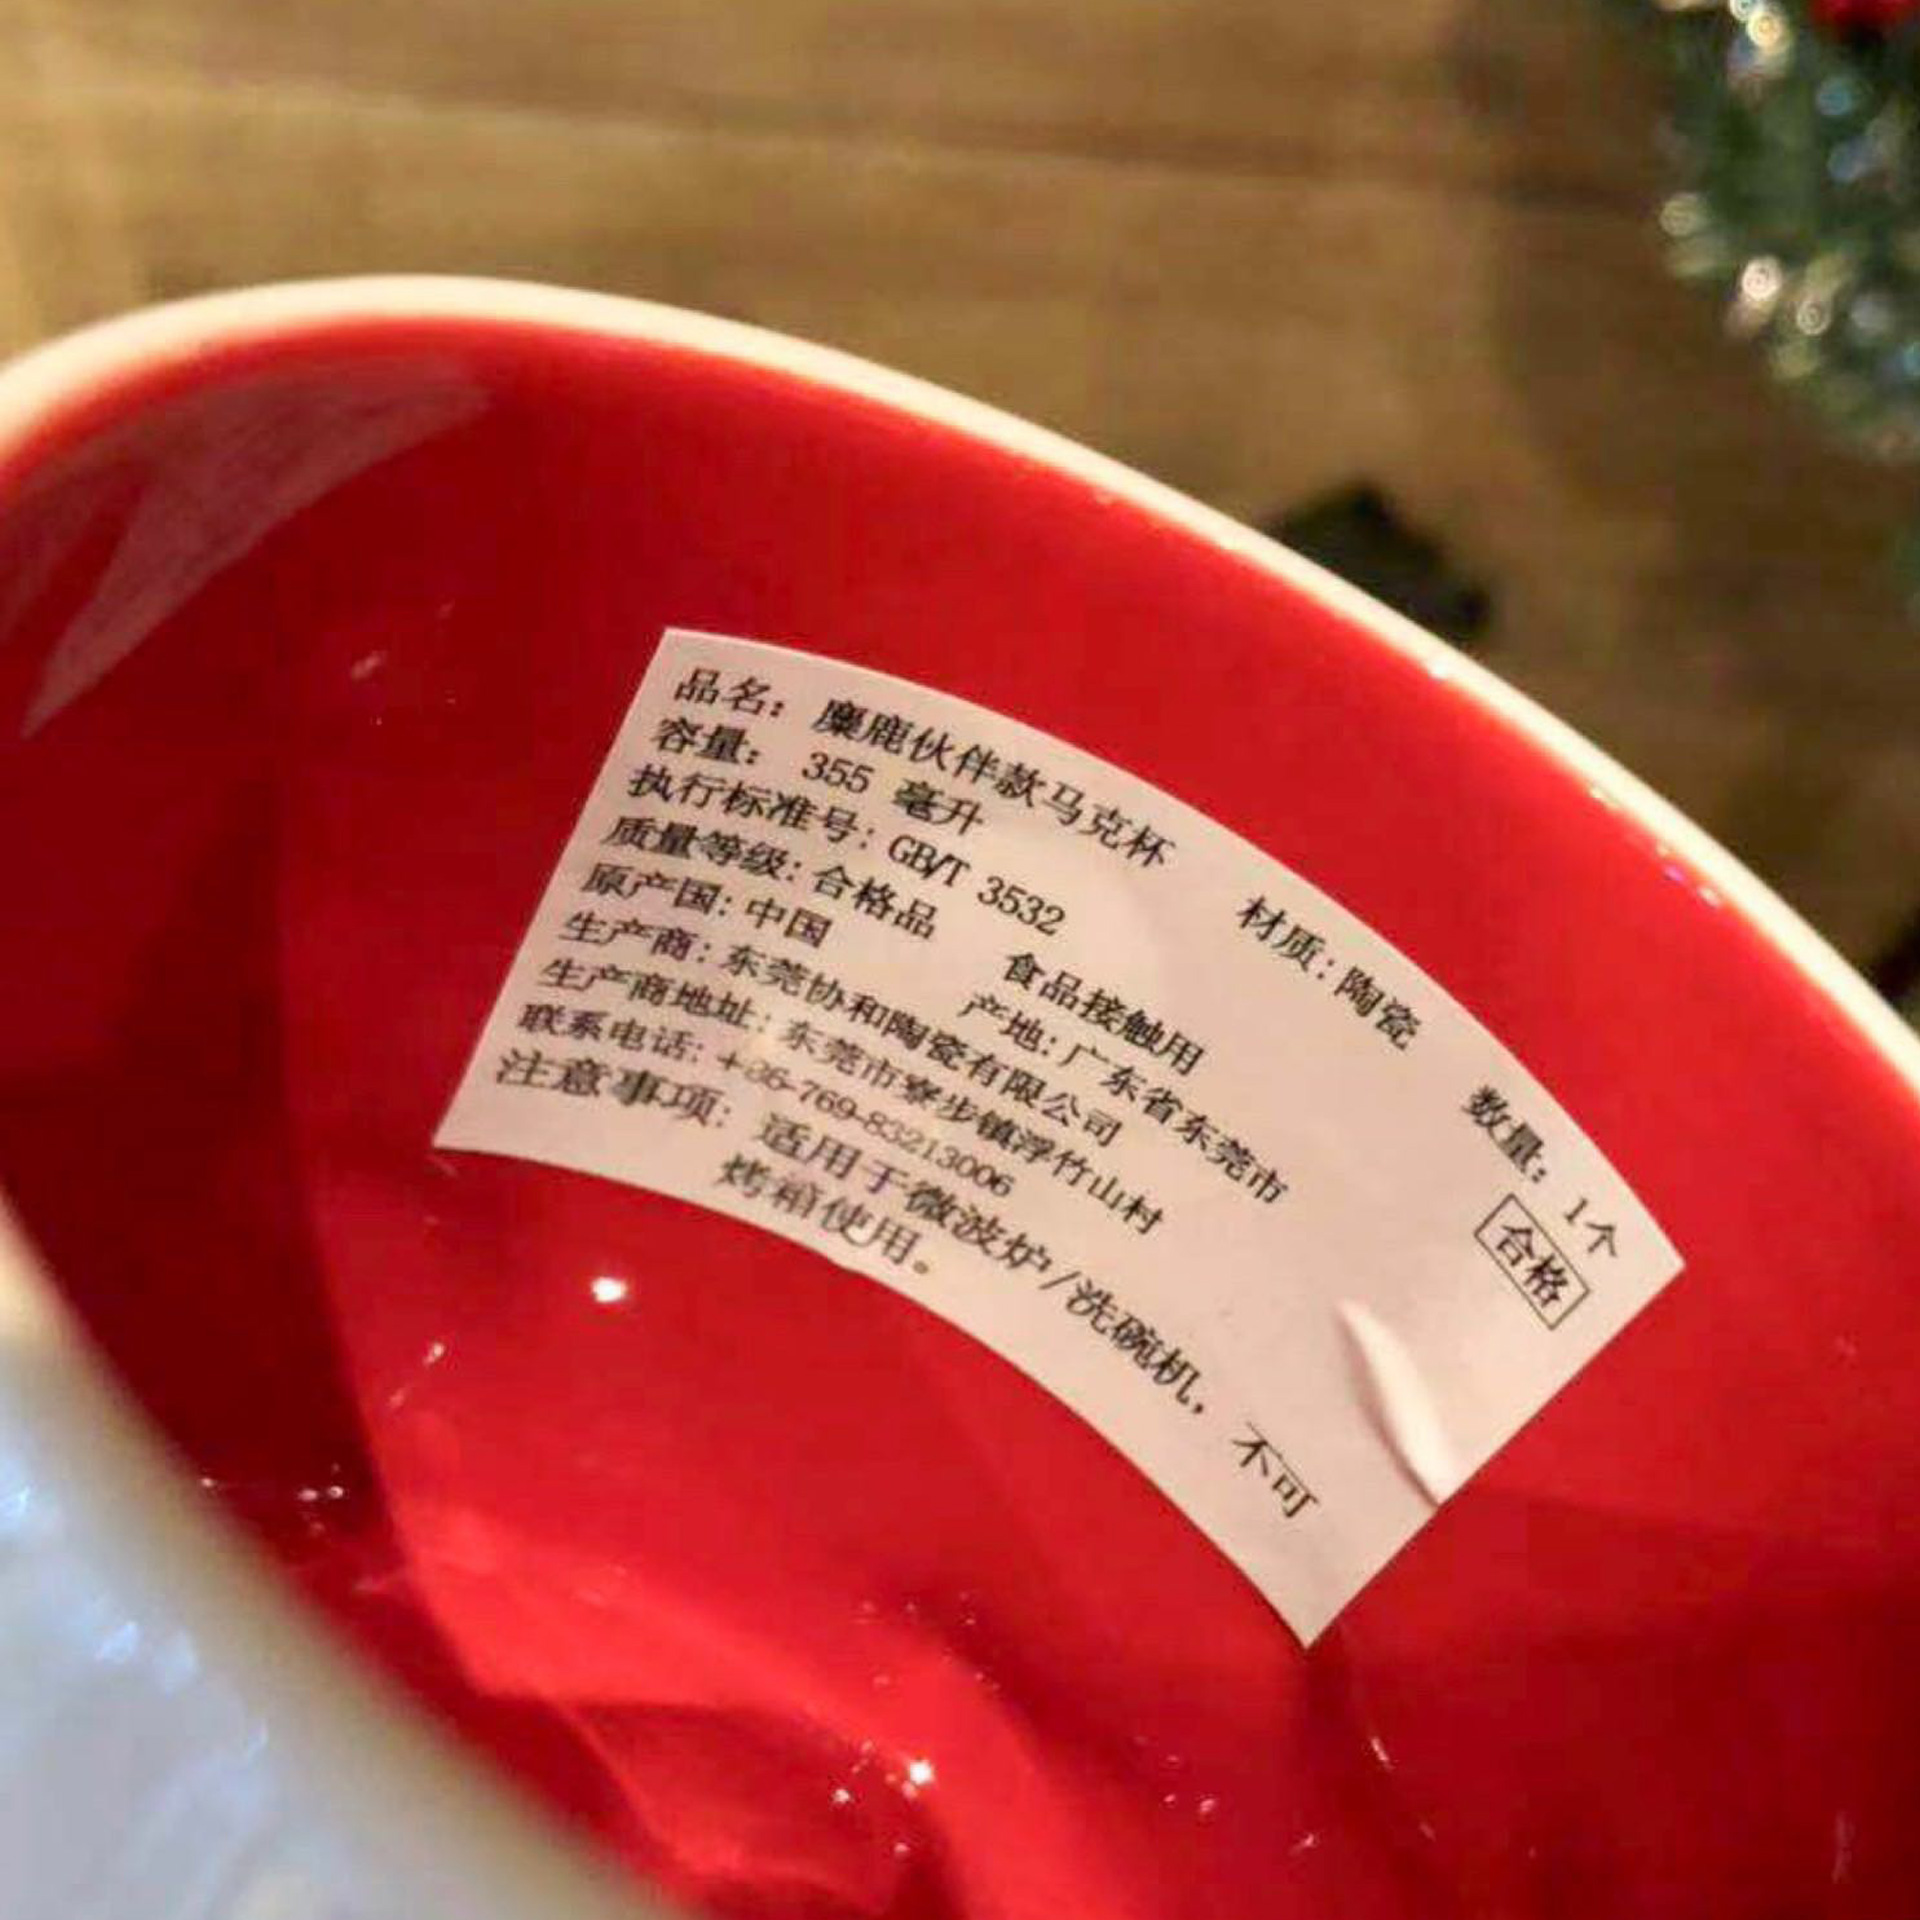 品名：麋鹿伙伴款马克杯 材质：陶瓷 数量：1个
容量：355 毫升
执行标准号：GB/T 3532 食品接触用
质量等级：合格品 产地：广东省东莞市 合格
原产国：中国
生产商：东莞协和陶瓷有限公司
生产商地址：东莞市寮步镇浮竹山村
联系电话：+86-769-83213006
注意事项：适用于微波炉/洗碗机，不可
烤箱使用。